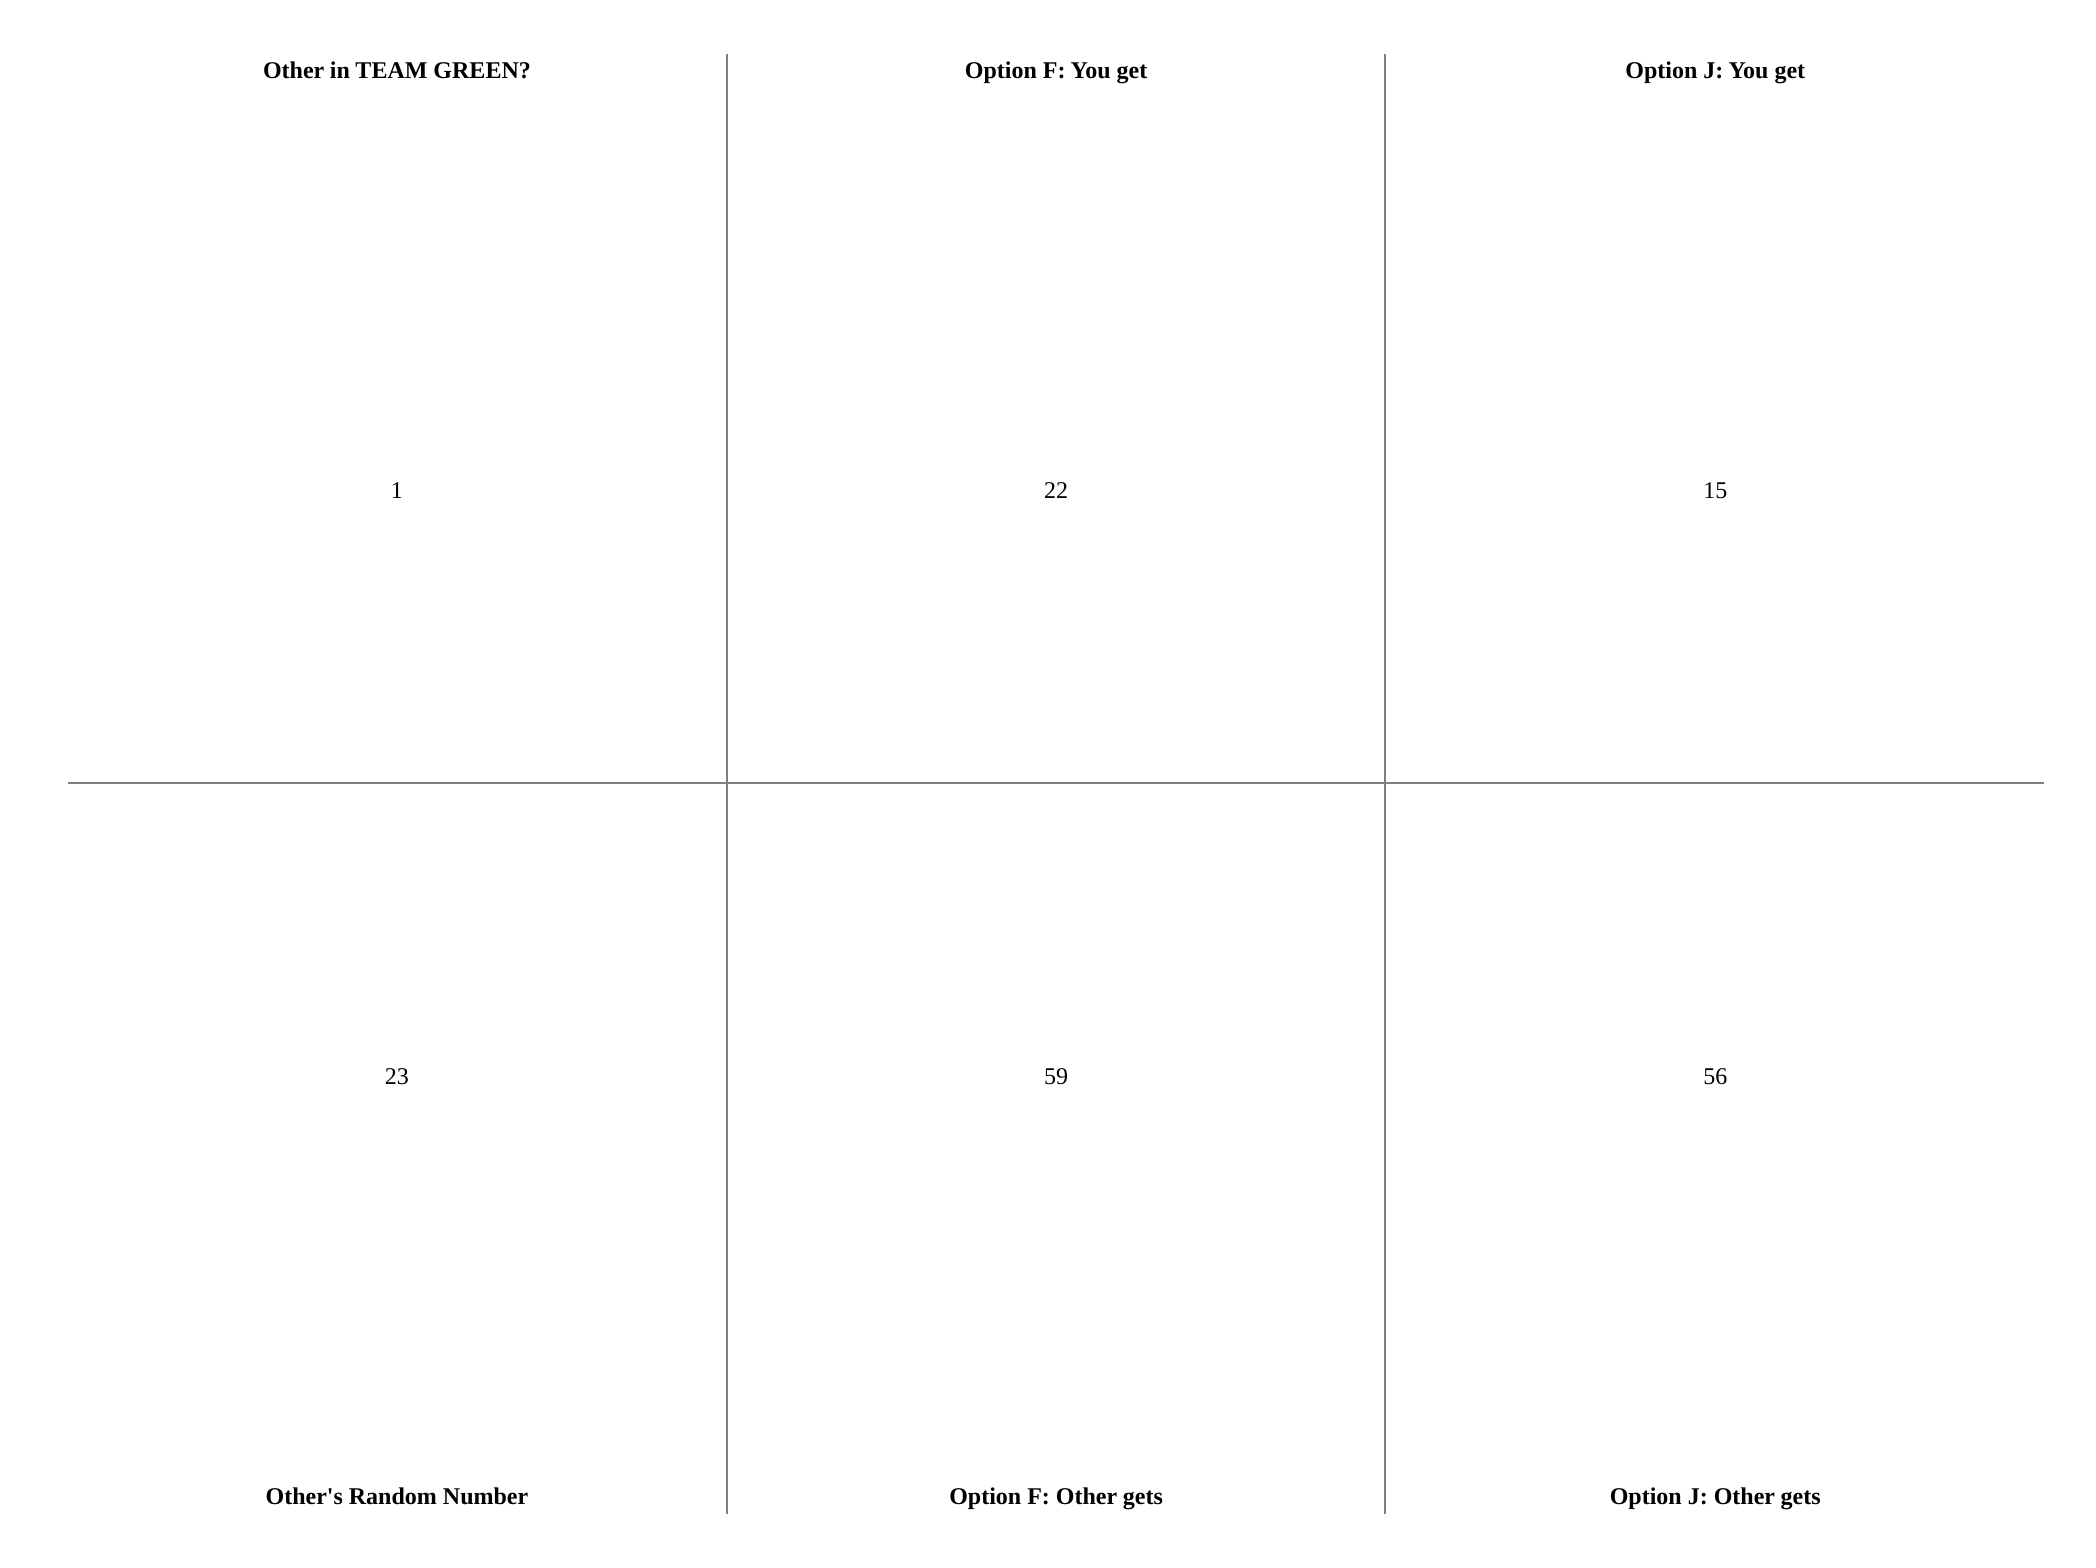 Other in TEAM GREEN?
Option F: You get
Option J: You get
1
22
15
23
59
56
Other's Random Number
Option F: Other gets
Option J: Other gets